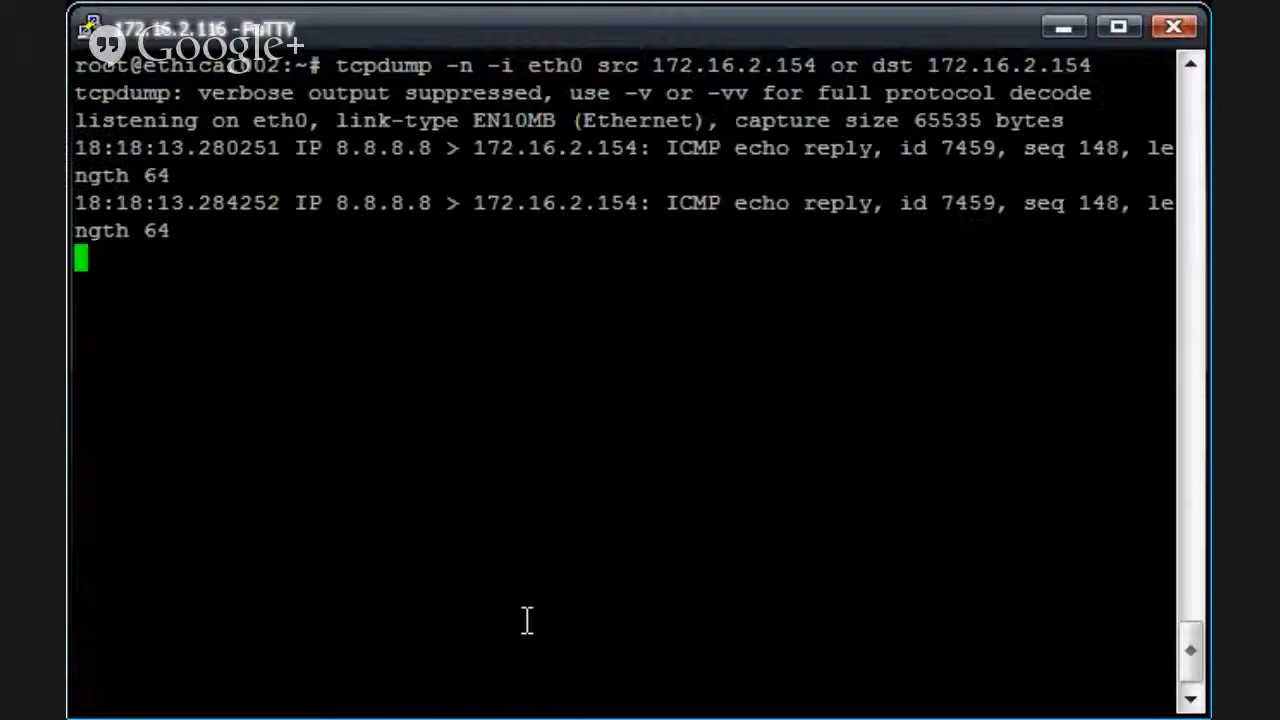 172.16.2.116 - PuTTY
Google+
root@ethical002:~# tcpdump -n -i eth0 src 172.16.2.154 or dst 172.16.2.154
tcpdump: verbose output suppressed, use -v or -vv for full protocol decode
listening on eth0, link-type EN10MB (Ethernet), capture size 65535 bytes
18:18:13.280251 IP 8.8.8.8 > 172.16.2.154: ICMP echo reply, id 7459, seq 148, le
ngth 64
18:18:13.284252 IP 8.8.8.8 > 172.16.2.154: ICMP echo reply, id 7459, seq 148, le
ngth 64